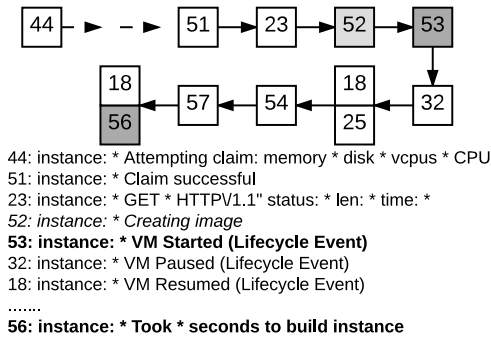 44 51 23 52 53
18 57 54 18 32
56 25
44: instance: * Attempting claim: memory * disk * vcpus * CPU
51: instance: * Claim successful
23: instance: * GET * HTTP\/1.1" status: * len: * time: *
52: instance: * Creating image
53: instance: * VM Started (Lifecycle Event)
32: instance: * VM Paused (Lifecycle Event)
18: instance: * VM Resumed (Lifecycle Event)
.......
56: instance: * Took * seconds to build instance